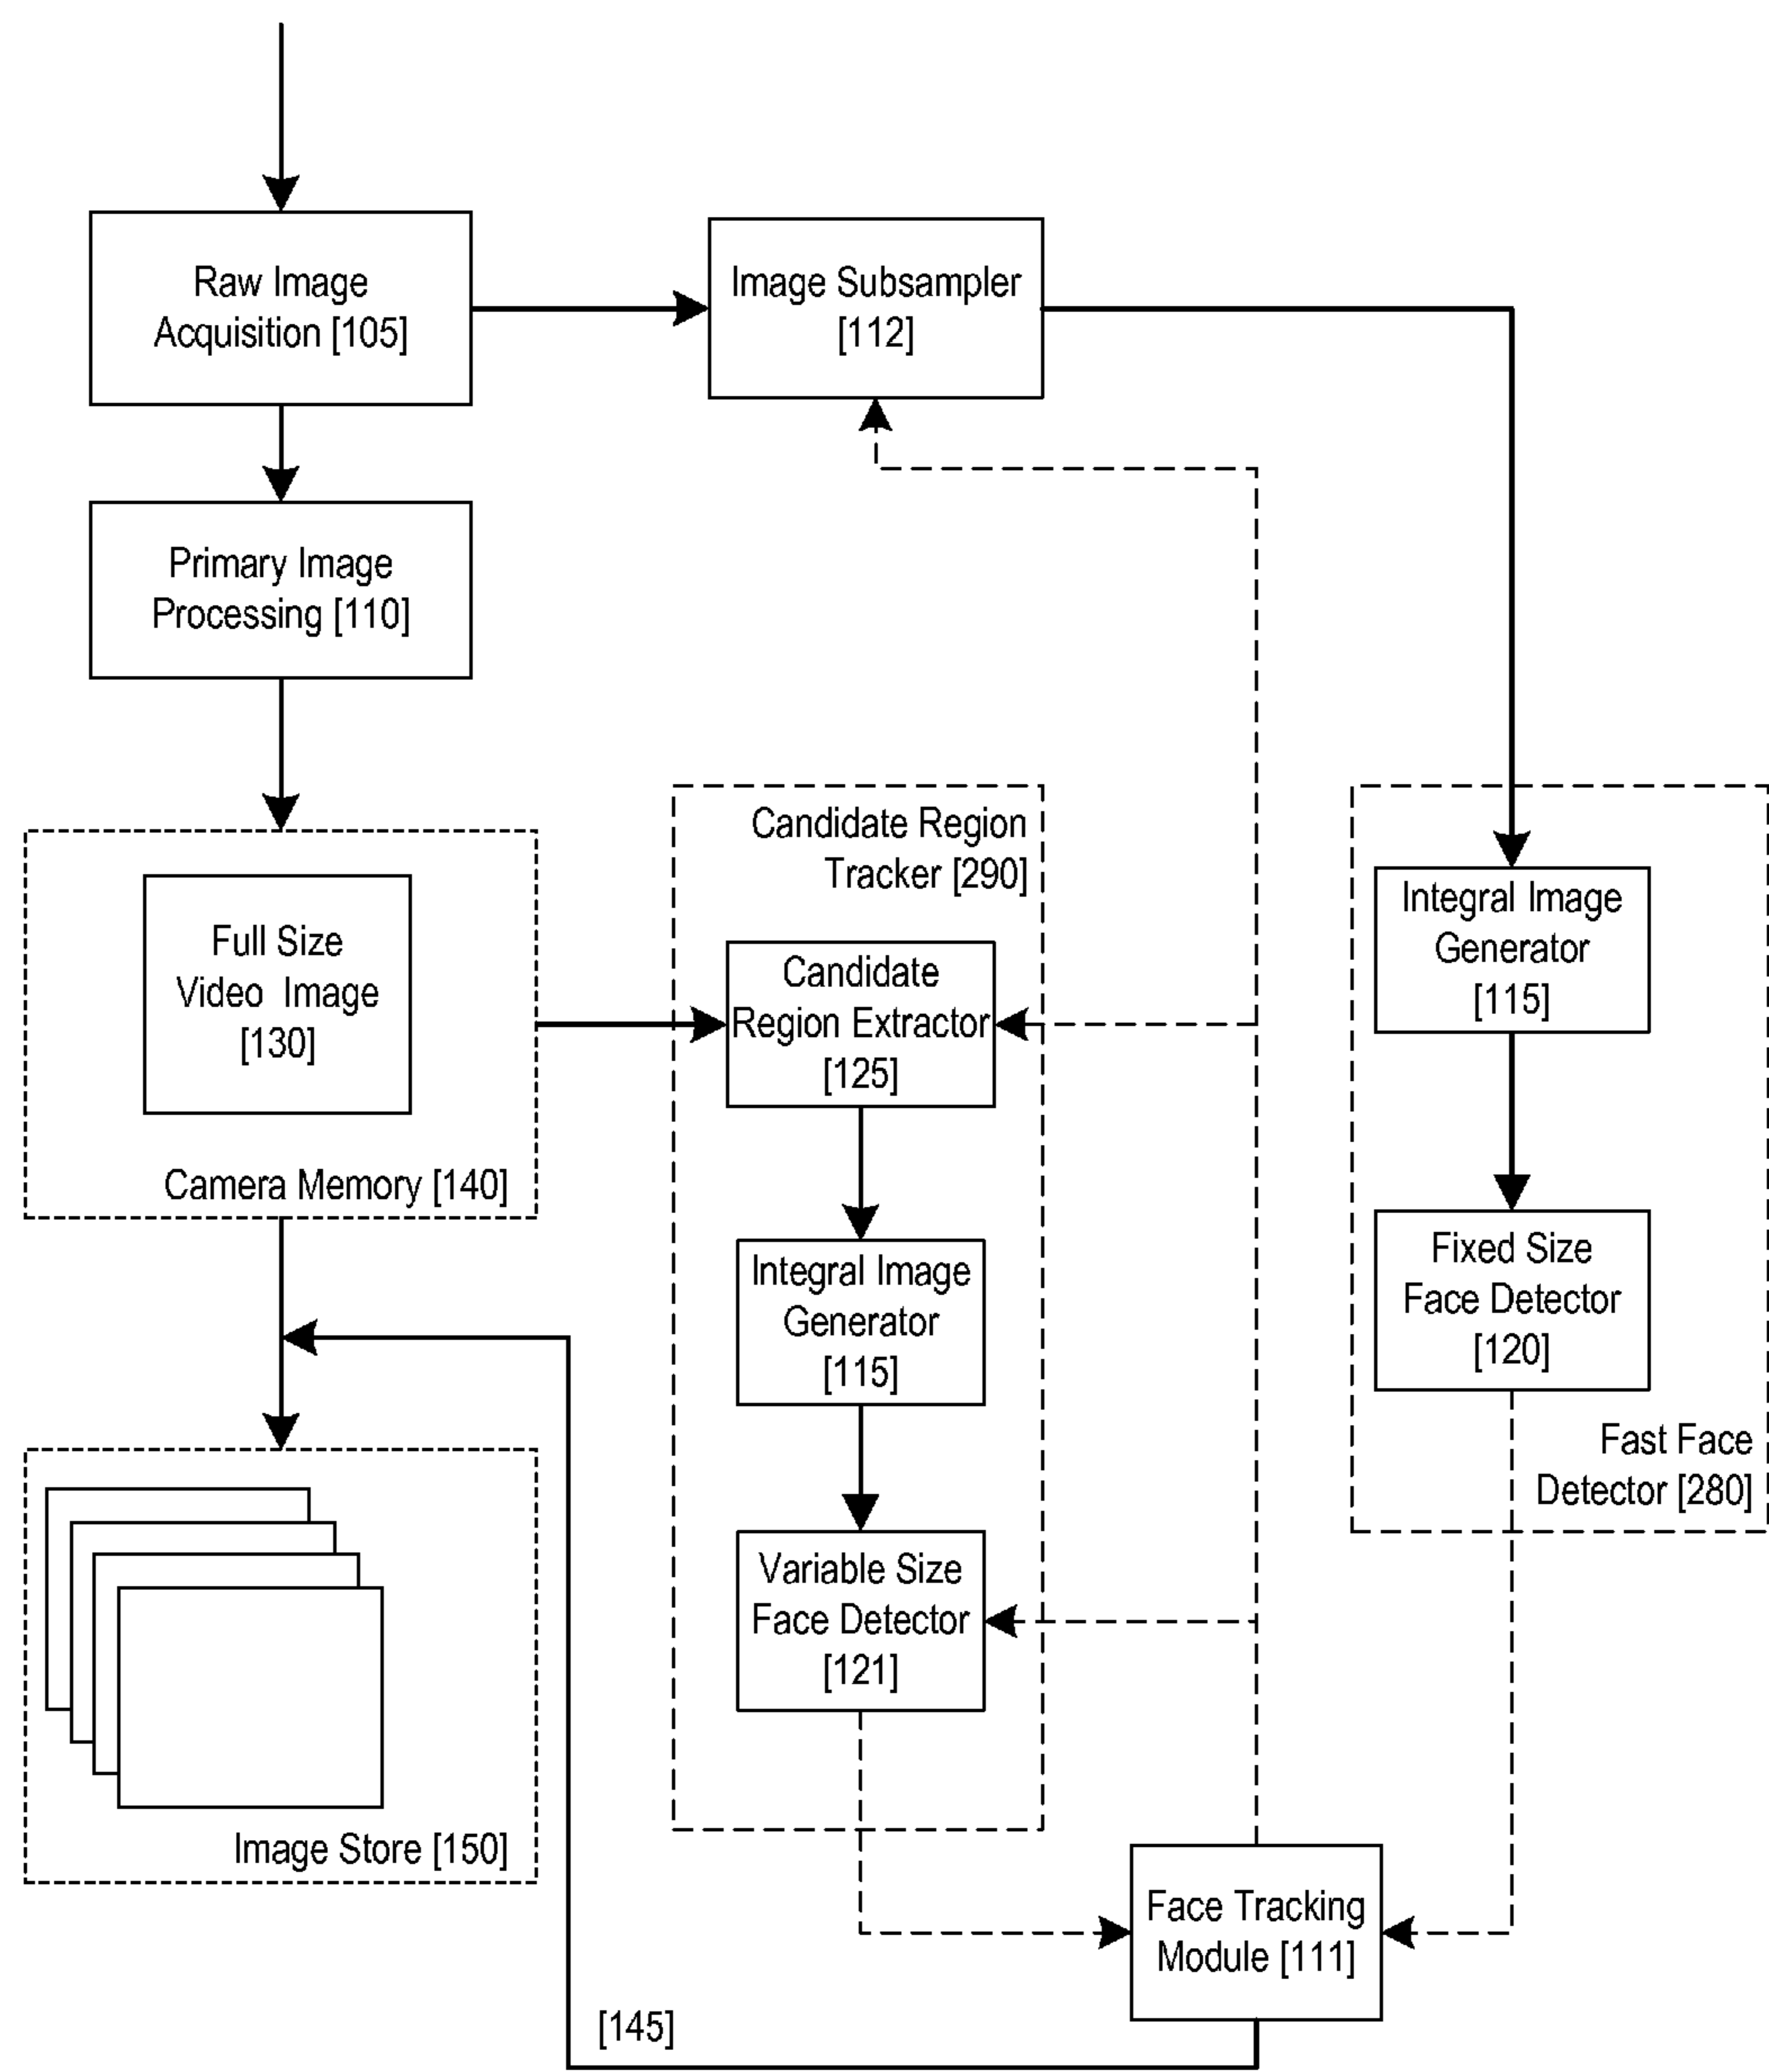 Raw Image
Acquisition [105]
Image Subsampler
[112]
Primary Image
Processing [110]
Full Size
Video Image
[130]
Camera Memory [140]
Candidate Region
Tracker [290]
Candidate
Region Extractor
[125]
Integral Image
Generator
[115]
Variable Size
Face Detector
[121]
Integral Image
Generator
[115]
Fixed Size
Face Detector
[120]
Fast Face
Detector [280]
Image Store [150]
Face Tracking
Module [111]
[145]